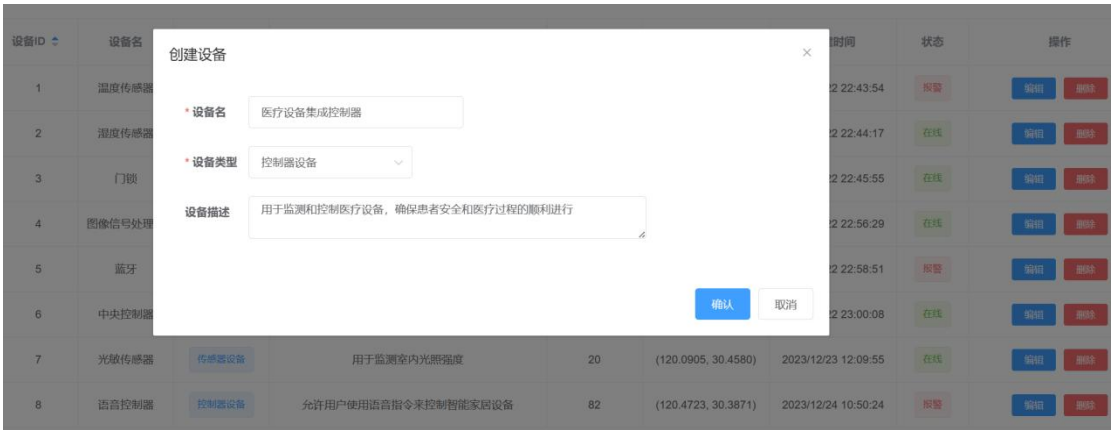 设备ID 设备名 时间 状态 操作
创建设备
1 温度传感器 22 22:43:54 报警 编辑 删除
* 设备名 医疗设备集成控制器
2 湿度传感器 22 22:44:17 在线 编辑 删除
* 设备类型 控制器设备
3 门锁 22 22:45:55 在线 编辑 删除
设备描述 用于监测和控制医疗设备，确保患者安全和医疗过程的顺利进行
4 图像信号处理 22 22:56:29 在线 编辑 删除
5 蓝牙 22 22:58:51 报警 编辑 删除
确认 取消
6 中央控制器 22 23:00:08 在线 编辑 删除
7 光敏传感器 传感器设备 用于监测室内光照强度 20 (120.0905, 30.4580) 2023/12/23 12:09:55 在线 编辑 删除
8 语音控制器 控制器设备 允许用户使用语音指令来控制智能家居设备 82 (120.4723, 30.3871) 2023/12/24 10:50:24 报警 编辑 删除